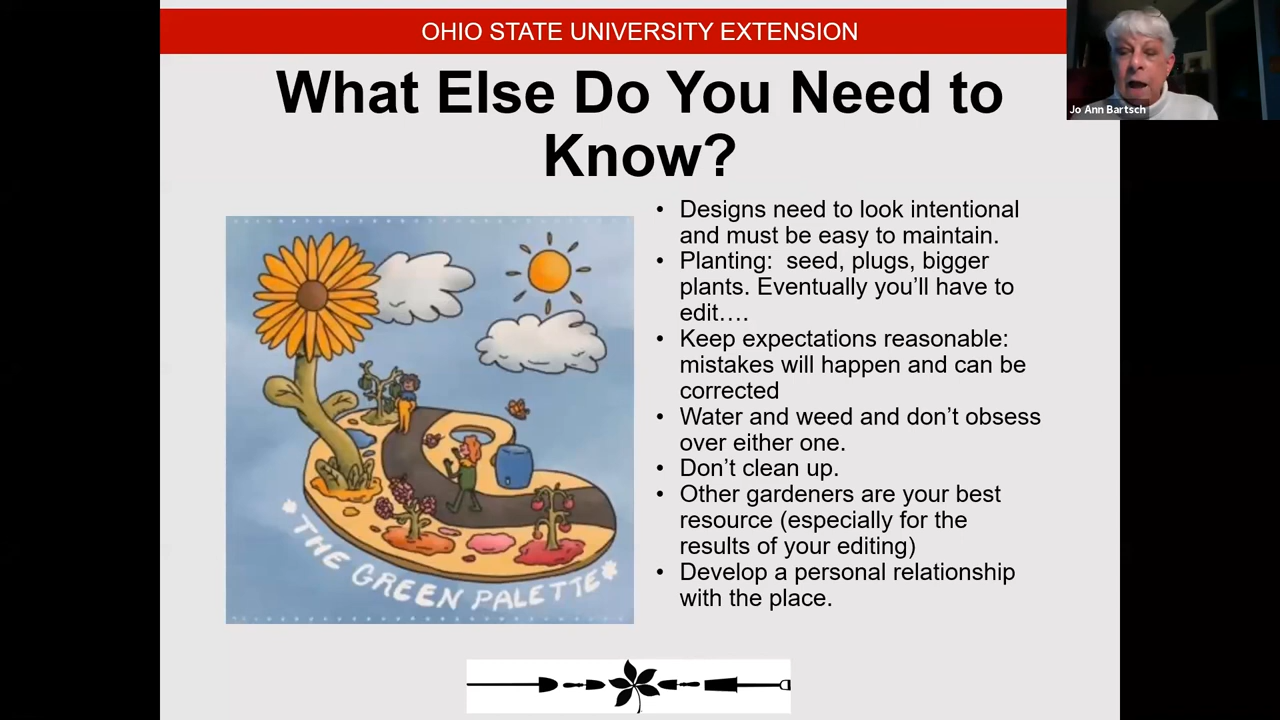 OHIO STATE UNIVERSITY EXTENSION
What Else Do You Need to
Know?
Jo Ann Bartsch
• Designs need to look intentional
and must be easy to maintain.
• Planting:  seed, plugs, bigger
plants. Eventually you’ll have to
edit….
• Keep expectations reasonable:
mistakes will happen and can be
corrected
• Water and weed and don’t obsess
over either one.
• Don’t clean up.
• Other gardeners are your best
resource (especially for the
results of your editing)
• Develop a personal relationship
with the place.
*THE GREEN PALETTE*